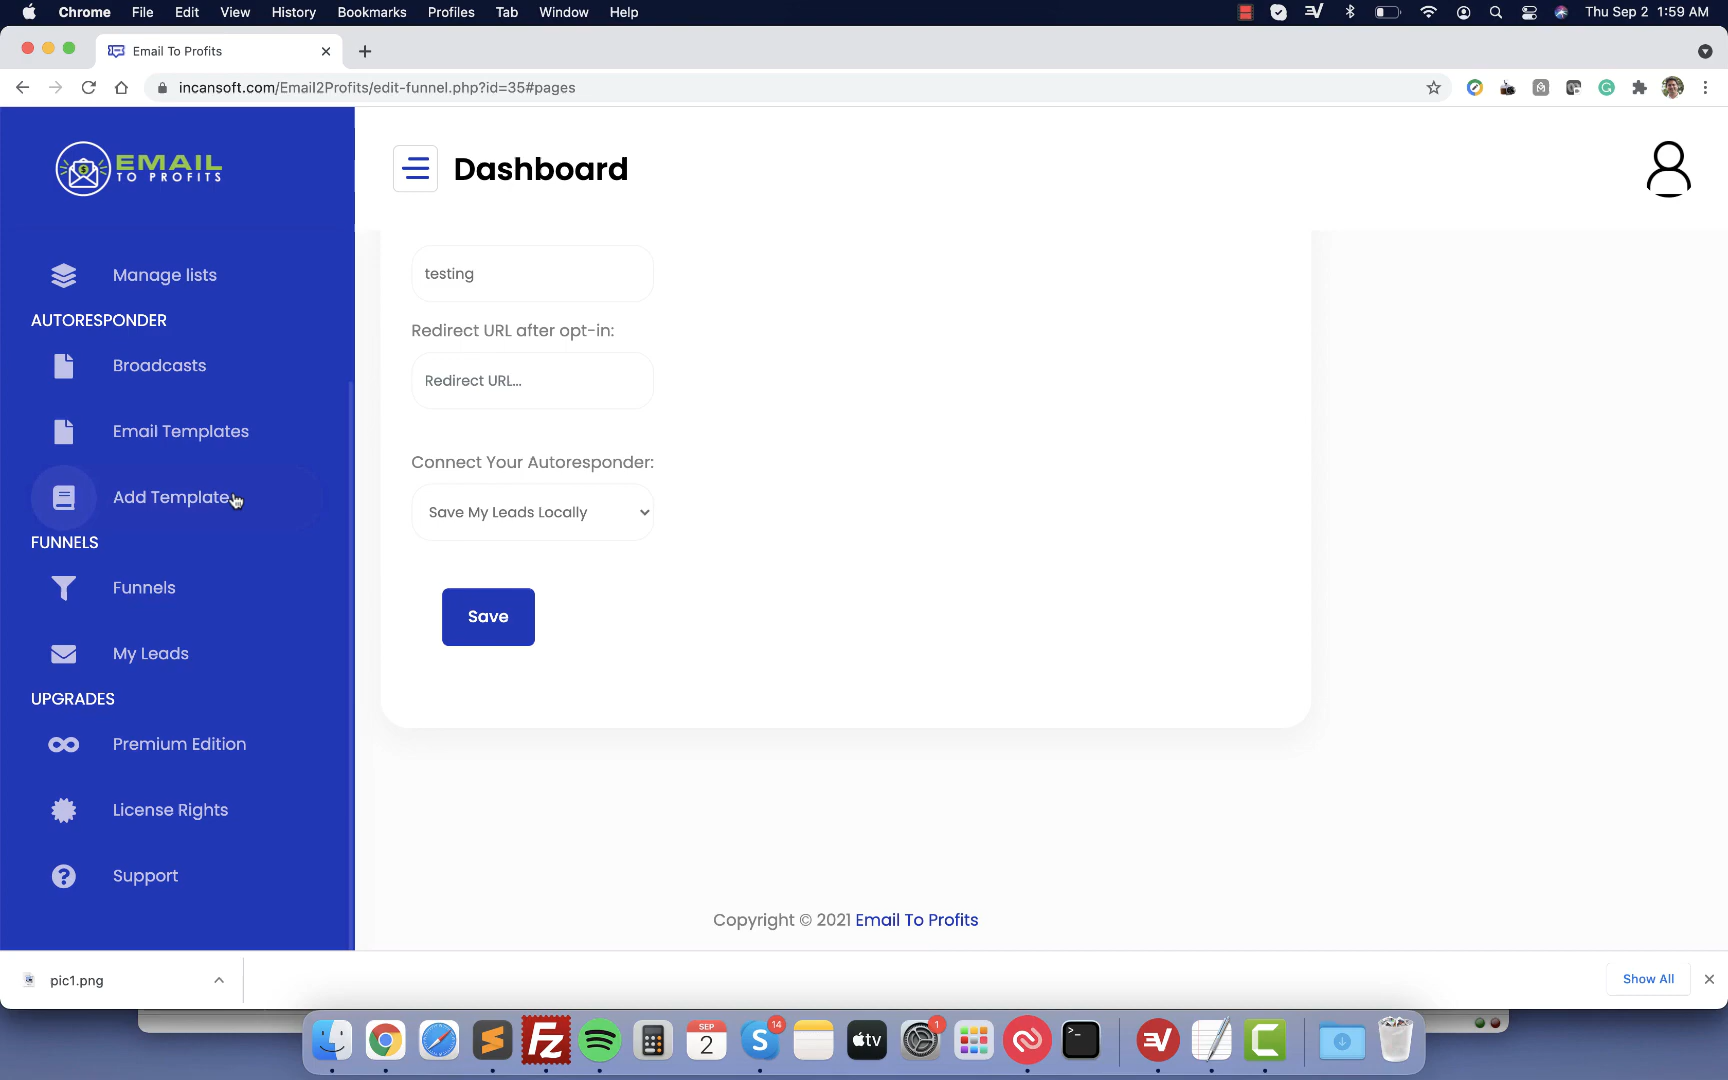 Chrome File Edit View History Bookmarks Profiles Tab Window Help Thu Sep 2 1:59 AM
Email To Profits
incansoft.com/Email2Profits/edit-funnel.php?id=35#pages
EMAIL
TO PROFITS
Dashboard
Manage lists
AUTORESPONDER
Broadcasts
Email Templates
Add Template
FUNNELS
Funnels
My Leads
UPGRADES
Premium Edition
License Rights
Support
testing
Redirect URL after opt-in:
Redirect URL...
Connect Your Autoresponder:
Save My Leads Locally
Save
Copyright © 2021 Email To Profits
pic1.png
Show All
SEP
2
14
tv
1